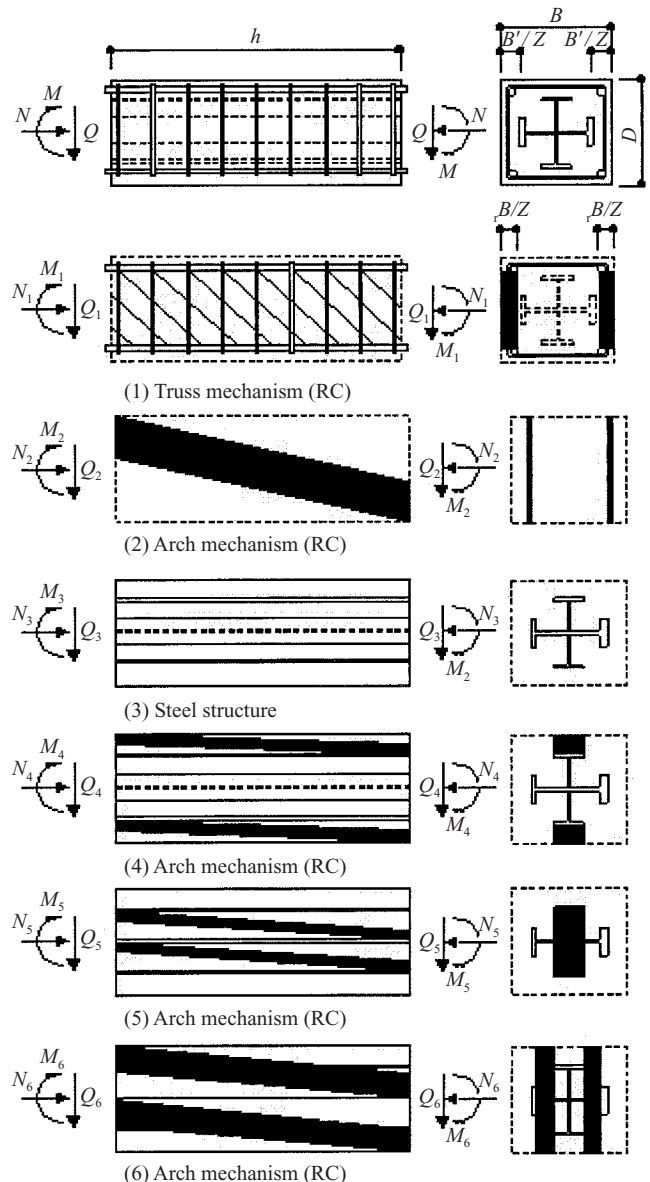 h
B
B′/Z B′/Z
M
N
Q
Q
N
M
D
rB/Z rB/Z
M1
N1
Q1
Q1
N1
M1
(1) Truss mechanism (RC)
M2
N2
Q2
Q2
N2
M2
(2) Arch mechanism (RC)
M3
N3
Q3
Q3
N3
M2
(3) Steel structure
M4
N4
Q4
Q4
N4
M4
(4) Arch mechanism (RC)
M5
N5
Q5
Q5
N5
M5
(5) Arch mechanism (RC)
M6
N6
Q6
Q6
N6
M6
(6) Arch mechanism (RC)